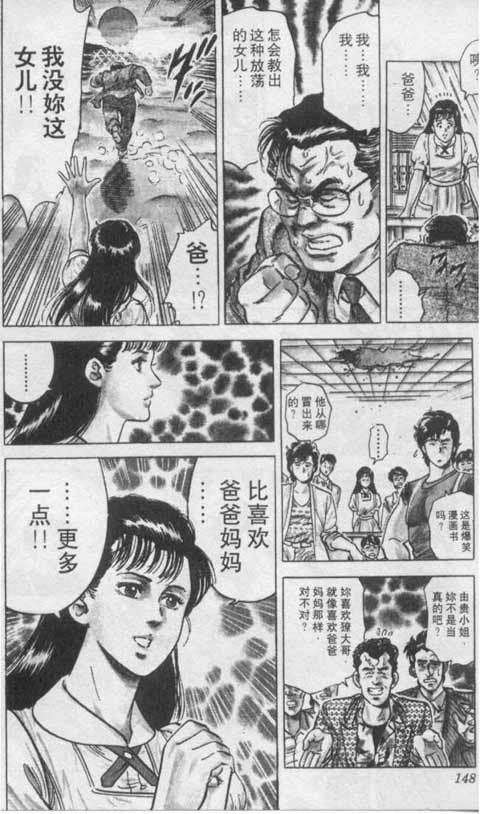 咦?
爸爸…
……
我…我…
我……
怎会教出
这种放荡
的女儿……
我没妳这
女儿!!
爸…!?
他从哪
冒出来
的?
……
这是爆笑
漫画书
吗?
……
由贵小姐，
妳不是当
真的吧?
妳喜欢獠大哥
就像喜欢爸爸
妈妈那样，
对不对?
比喜欢
爸爸妈妈
……
……更多
一点!!
148